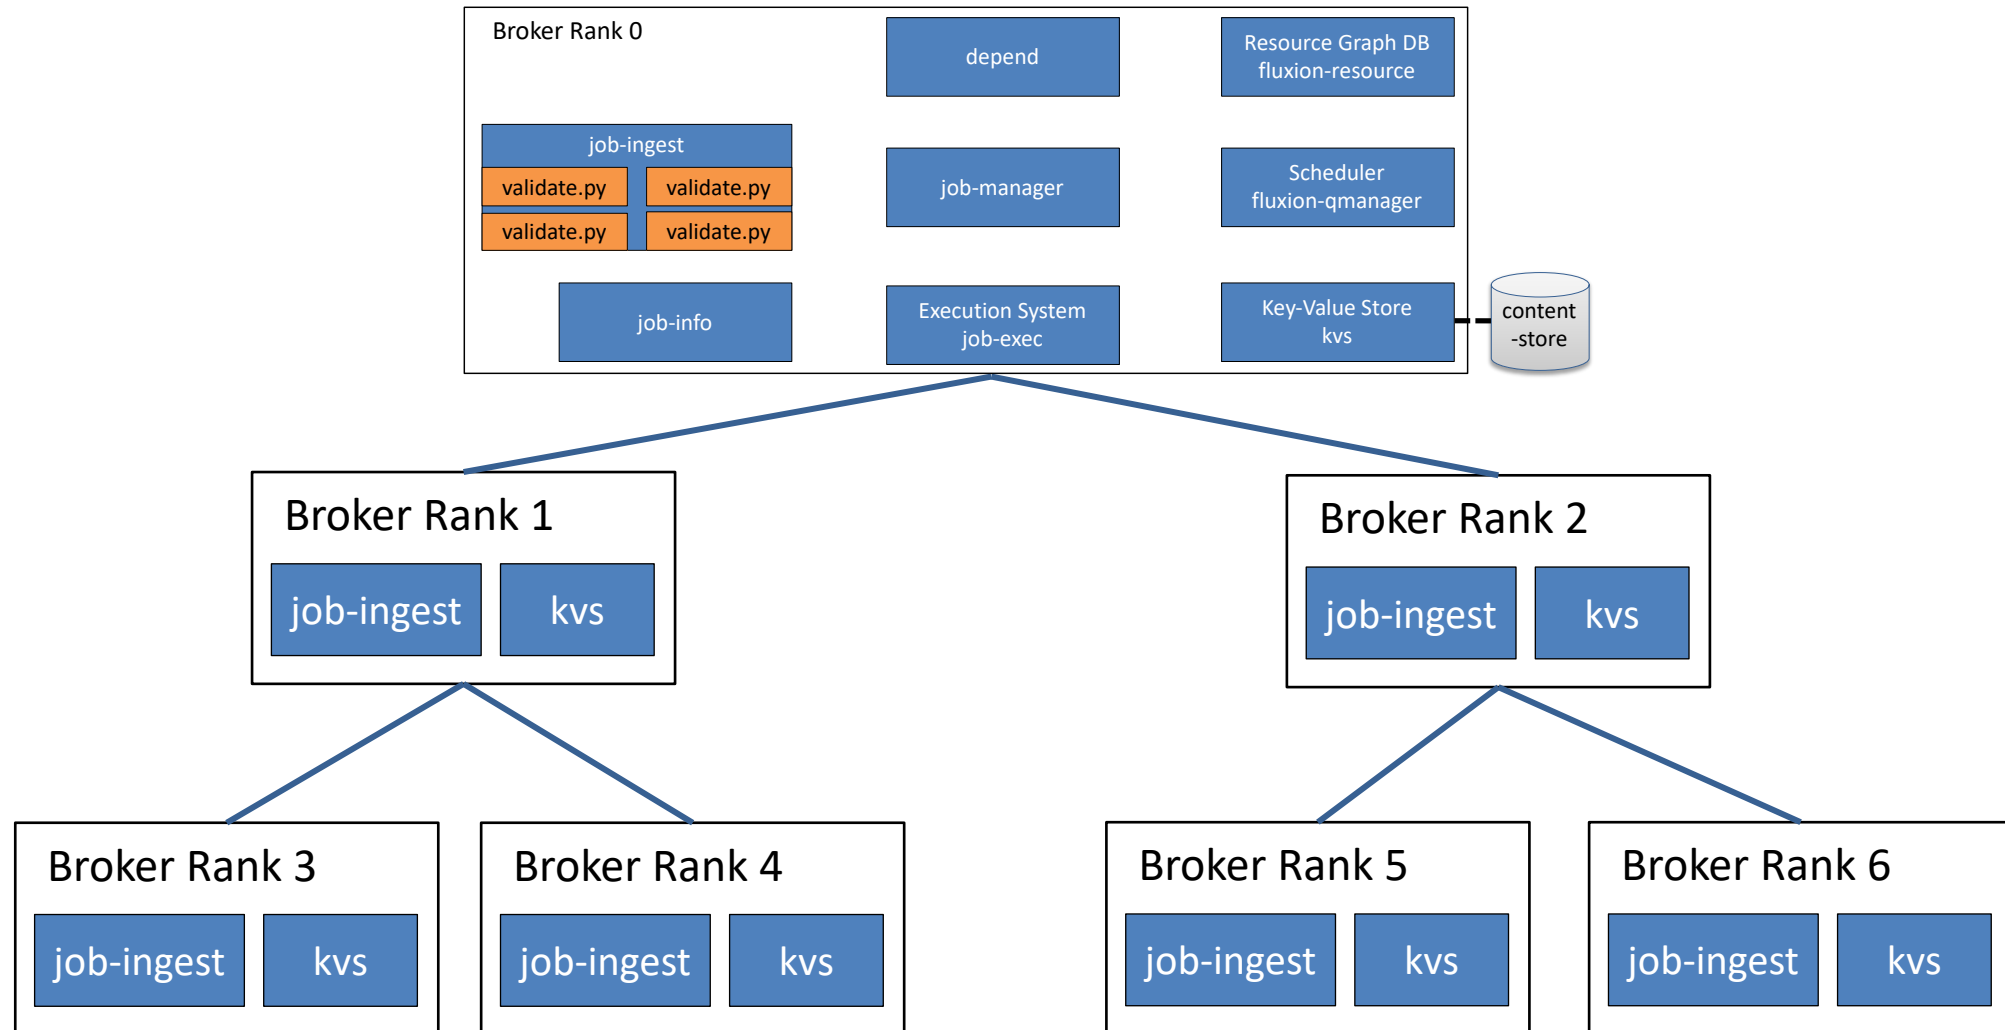 Broker Rank 0
depend
Resource Graph DB
fluxion-resource
job-ingest
validate.py
validate.py
validate.py
validate.py
job-manager
Scheduler
fluxion-qmanager
job-info
Execution System
job-exec
Key-Value Store
kvs
content
-store
Broker Rank 1
job-ingest
kvs
Broker Rank 2
job-ingest
kvs
Broker Rank 3
job-ingest
kvs
Broker Rank 4
job-ingest
kvs
Broker Rank 5
job-ingest
kvs
Broker Rank 6
job-ingest
kvs